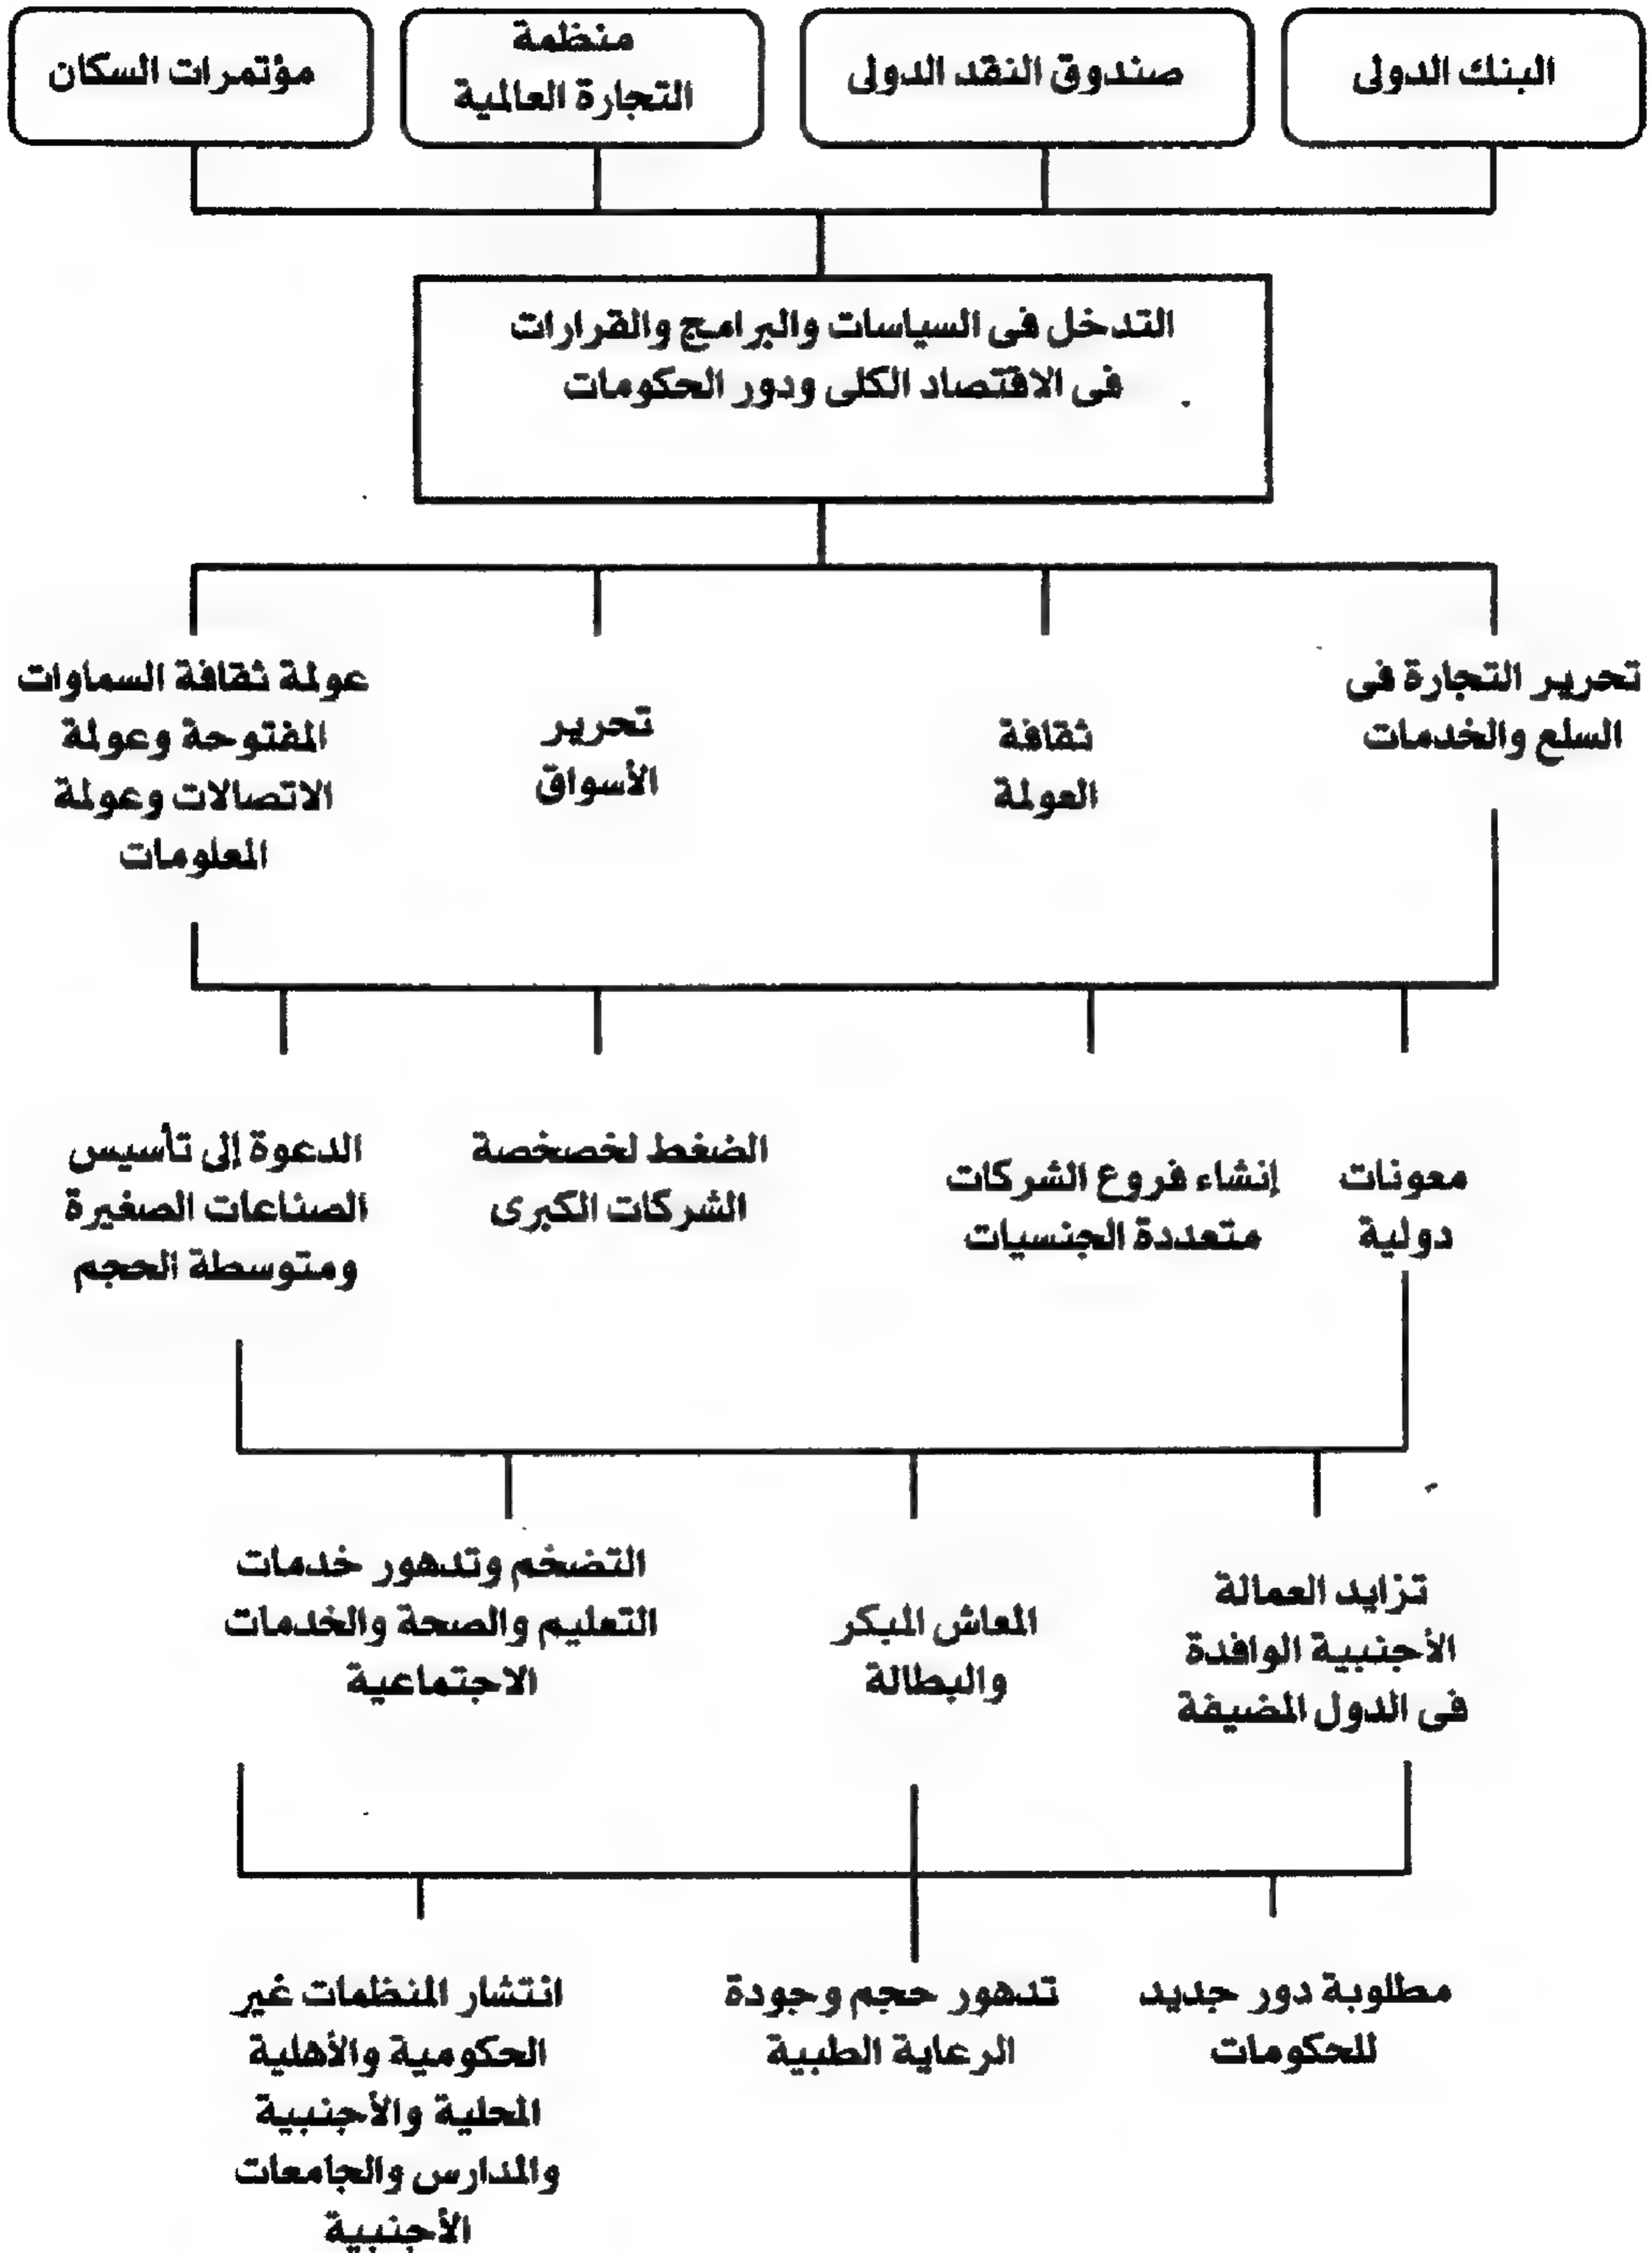 البنك الدولى
صندوق النقد الدولى
منظمة
التجارة العالمية
مؤتمرات السكان
التدخل فى السياسات والبرامج والقرارات
فى الاقتصاد الكلى ودور الحكومات
تحرير التجارة فى
السلع والخدمات
ثقافة
العولمة
تحرير
الأسواق
عولمة ثقافة السماوات
المفتوحة وعولمة
الاتصالات وعولمة
المعلومات
معونات
دولية
إنشاء فروع الشركات
متعددة الجنسيات
الضغط لخصخصة
الشركات الكبرى
الدعوة إلى تأسيس
الصناعات الصغيرة
ومتوسطة الحجم
تزايد العمالة
الأجنبية الوافدة
فى الدول المضيفة
المعاش المبكر
والبطالة
التضخم وتدهور خدمات
التعليم والصحة والخدمات
الاجتماعية
مطلوبة دور جديد
للحكومات
تدهور حجم وجودة
الرعاية الطبية
انتشار المنظمات غير
الحكومية والأهلية
المحلية والأجنبية
والمدارس والجامعات
الأجنبية